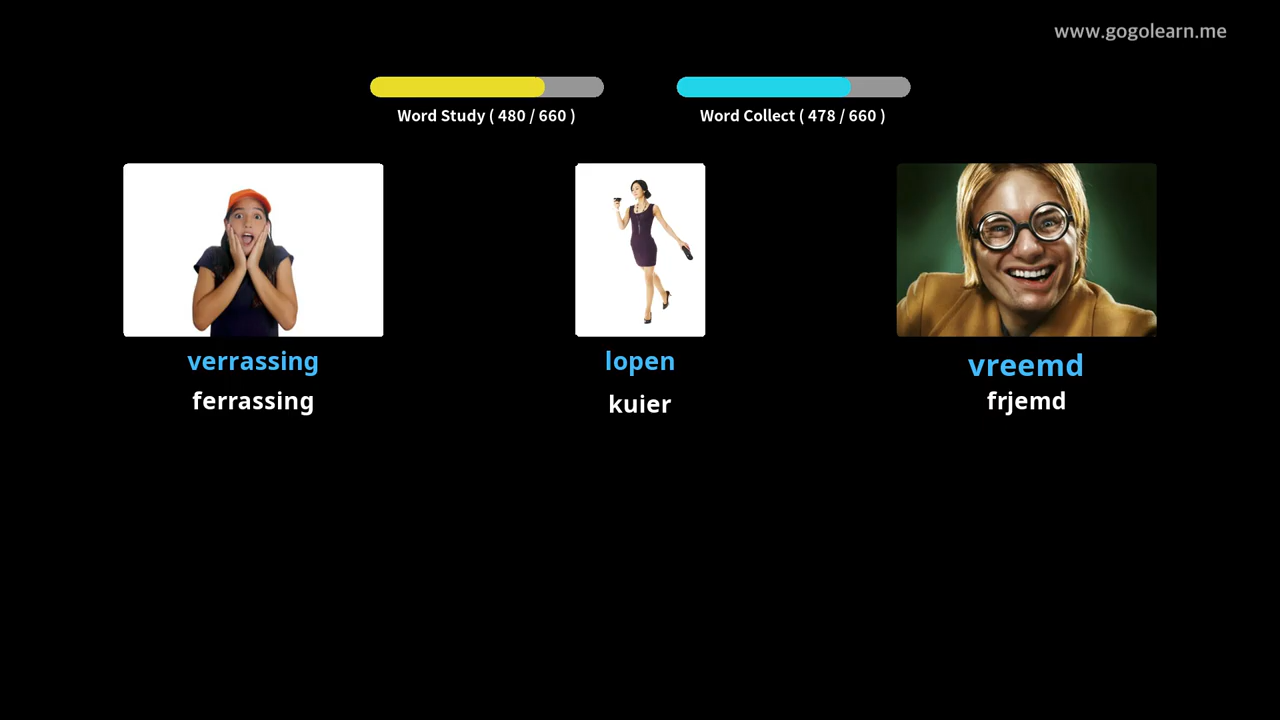 www.gogolearn.me
Word Study ( 480 / 660 )
Word Collect ( 478 / 660 )
verrassing
ferrassing
lopen
kuier
vreemd
frjemd